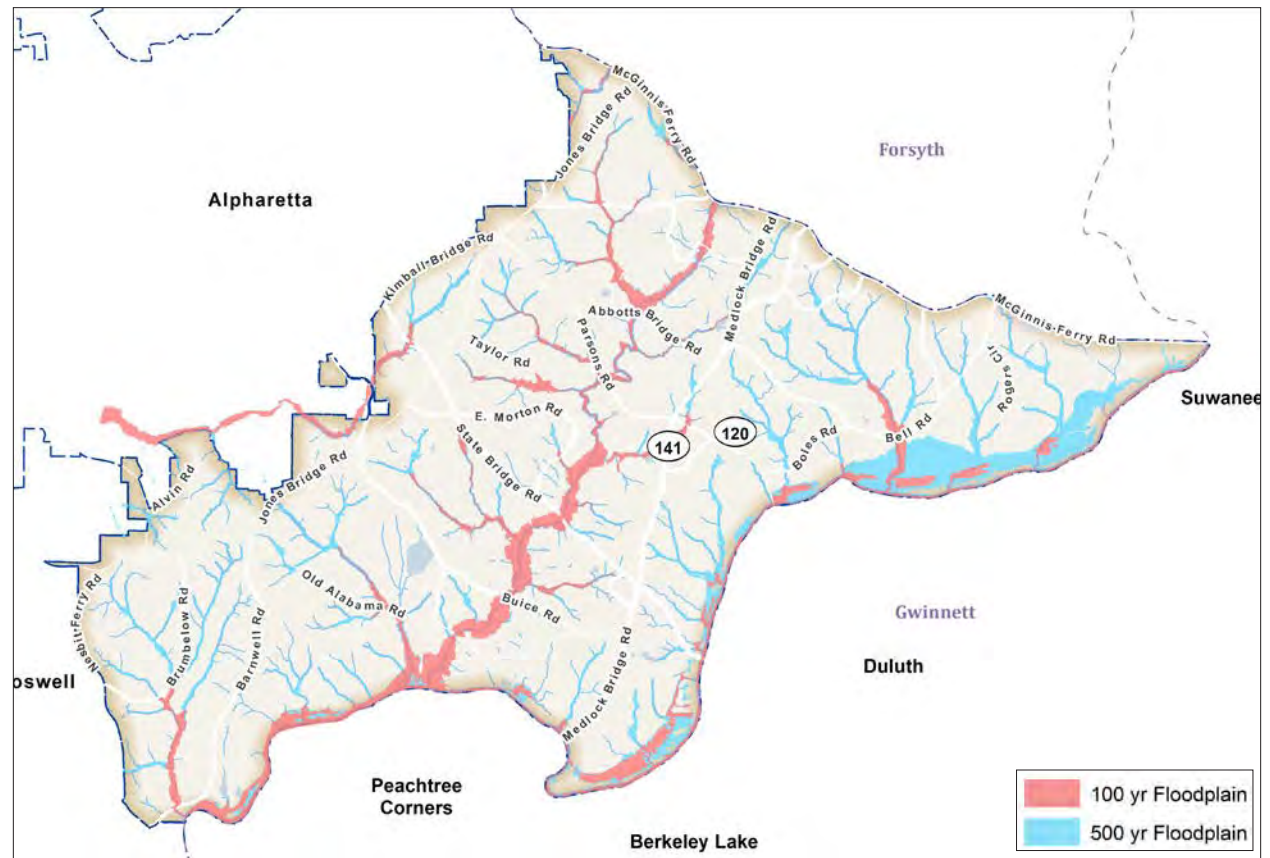 McGinnis-Ferry Rd
Jones Bridge Rd
Forsyth
Alpharetta
Kimball-Bridge Rd
Medlock Bridge Rd
Abbotts Bridge Rd
McGinnis-Ferry Rd
Parsons Rd
Taylor Rd
Rogers Cir
Suwanee
E. Morton Rd
State Bridge Rd
141
120
Boles Rd
Bell Rd
Alvin Rd
Jones Bridge Rd
Old Alabama Rd
Buice Rd
Nesbit-Ferry Rd
Brumbelow Rd
Barnwell Rd
Gwinnett
oswell
Duluth
Medlock Bridge Rd
Peachtree
Corners
Berkeley Lake
100 yr Floodplain
500 yr Floodplain